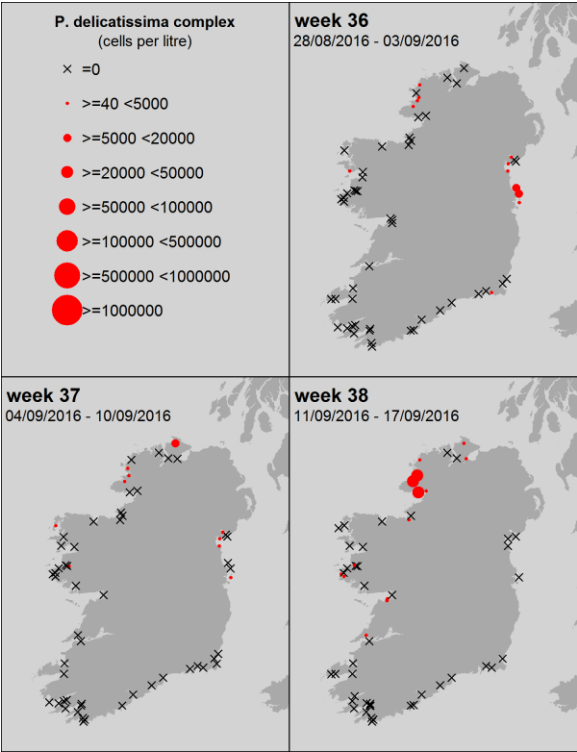 P. delicatissima complex
(cells per litre)
=0
>=40 <5000
>=5000 <20000
>=20000 <50000
>=50000 <100000
>=100000 <500000
>=500000 <1000000
>=1000000
week 36
28/08/2016 - 03/09/2016
week 37
04/09/2016 - 10/09/2016
week 38
11/09/2016 - 17/09/2016